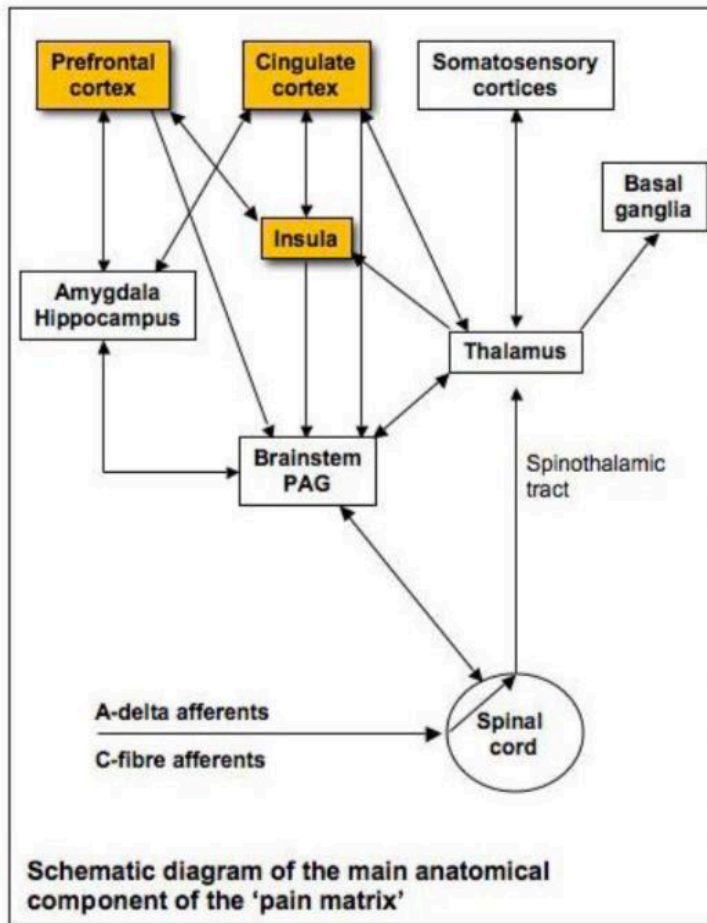 Prefrontal
cortex
Cingulate
cortex
Somatosensory
cortices
Basal
ganglia
Insula
Amygdala
Hippocampus
Thalamus
Brainstem
PAG
Spinothalamic
tract
A-delta afferents
C-fibre afferents
Spinal
cord
Schematic diagram of the main anatomical
component of the ‘pain matrix’